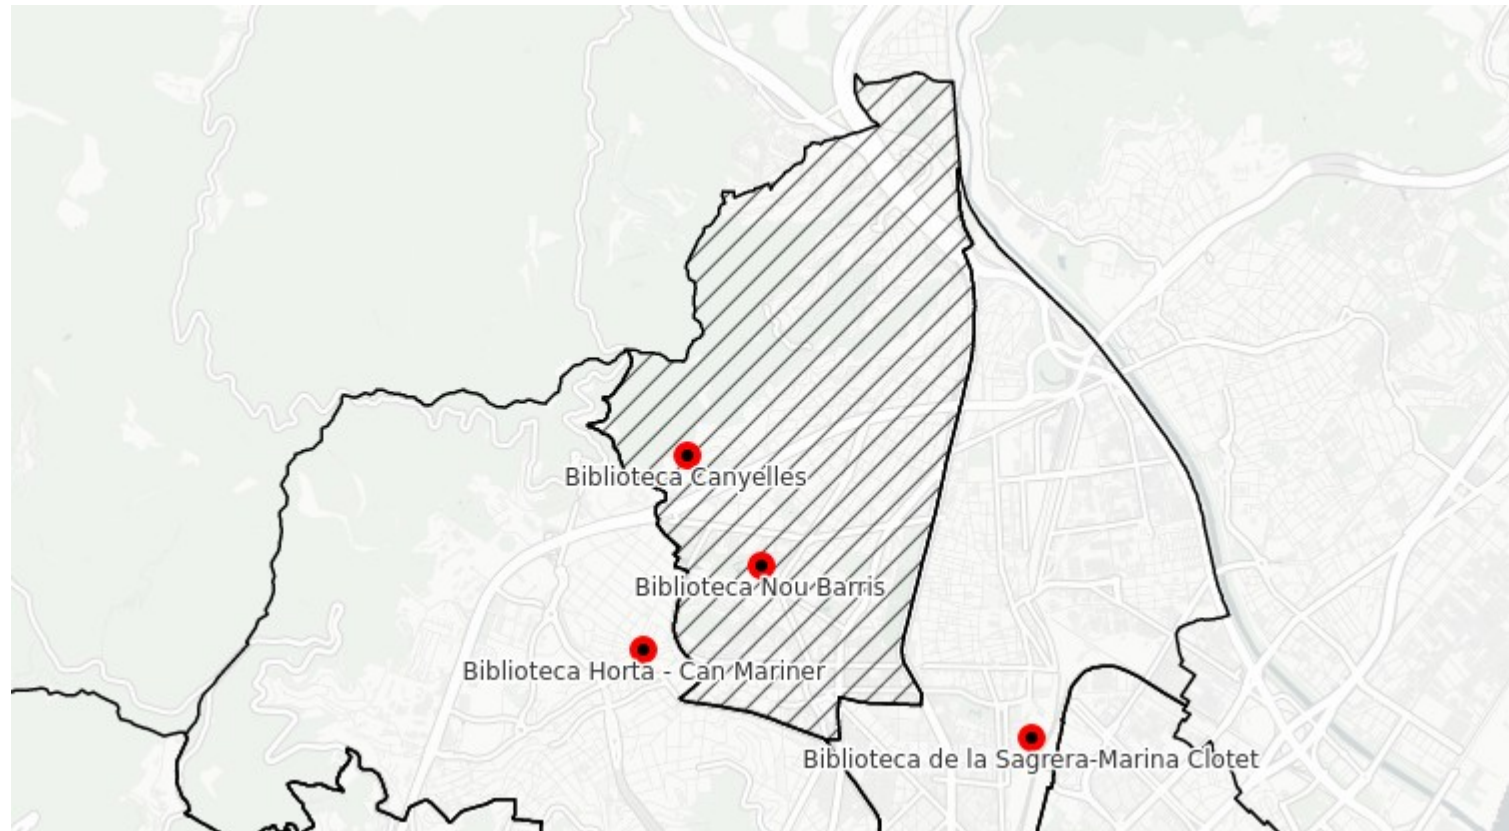 Biblioteca Canyelles
Biblioteca Nou Barris
Biblioteca Horta - Can Mariner
Biblioteca de la Sagrera-Marina Clotet